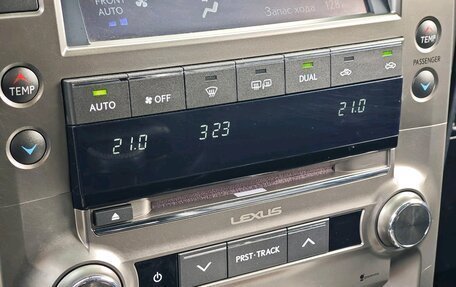 FRONT
AUTO
Запас хода 128
TEMP
TEMP
PASSENGER
AUTO
OFF
DUAL
21.0
3:23
21.0
LEXUS
PRST·TRACK